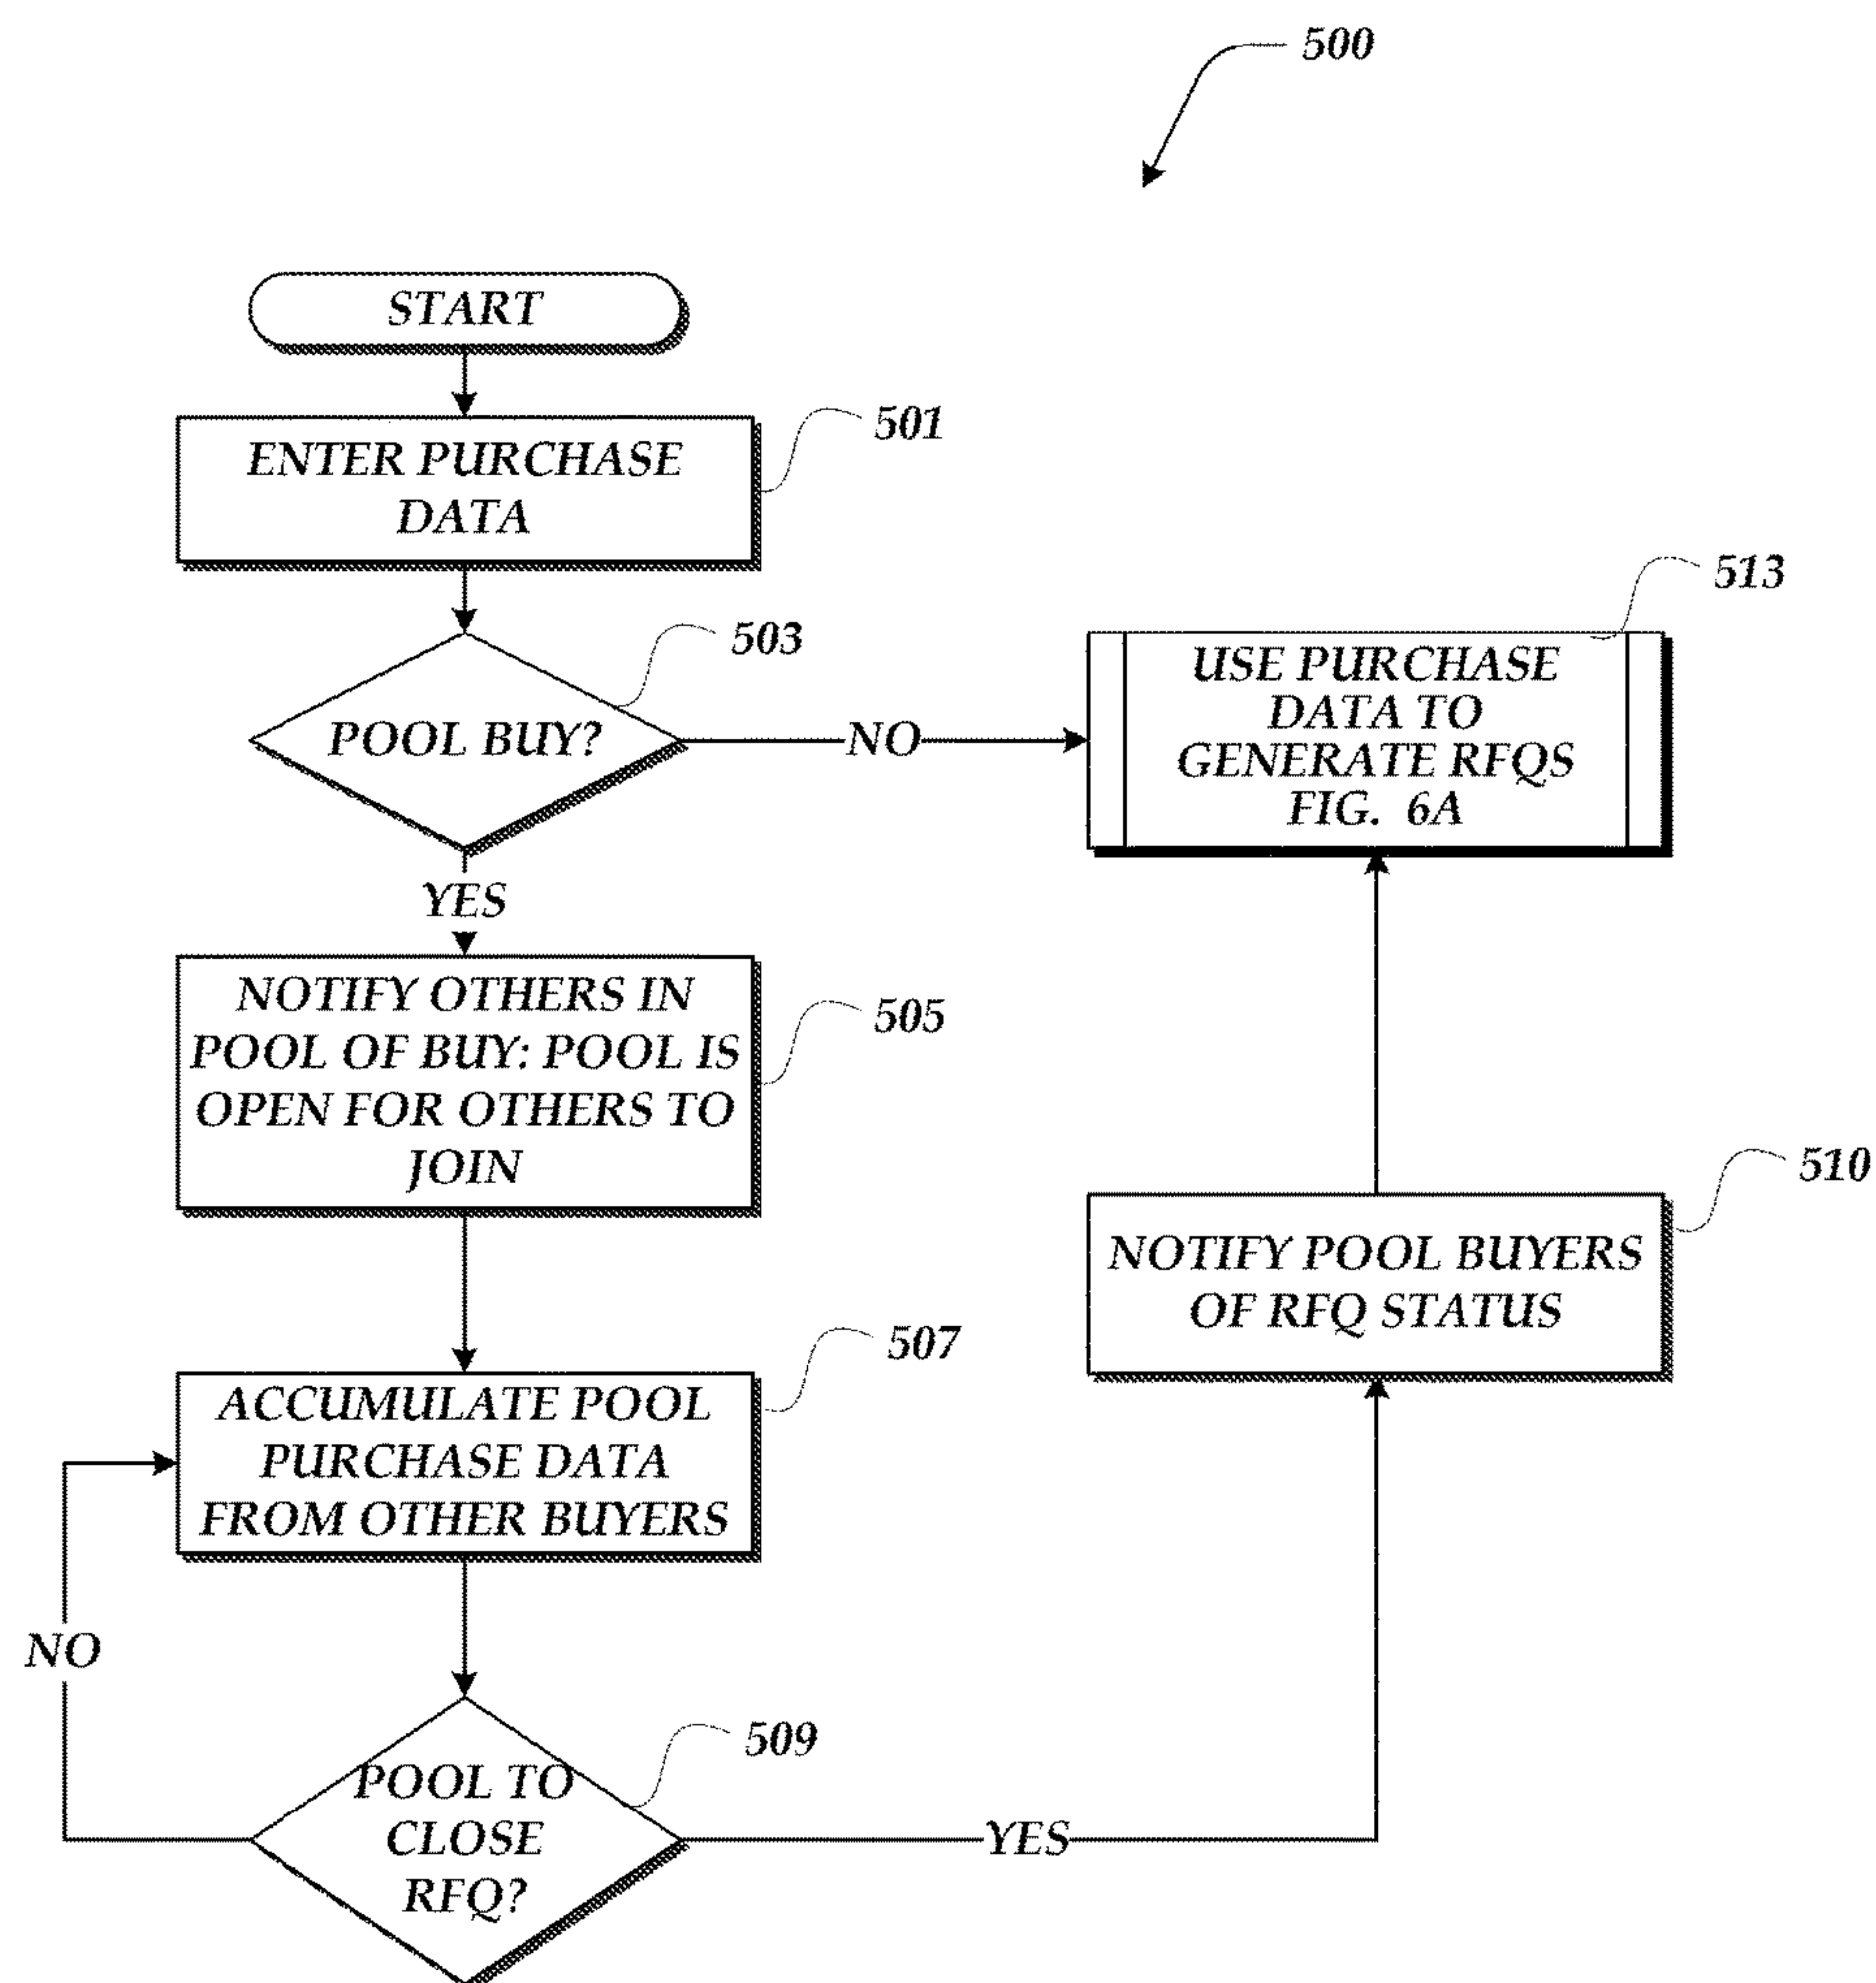 500
START
501
ENTER PURCHASE
DATA
503
POOL BUY?
NO
513
USE PURCHASE
DATA TO
GENERATE RFQS
FIG. 6A
YES
505
NOTIFY OTHERS IN
POOL OF BUY: POOL IS
OPEN FOR OTHERS TO
JOIN
510
NOTIFY POOL BUYERS
OF RFQ STATUS
507
ACCUMULATE POOL
PURCHASE DATA
FROM OTHER BUYERS
NO
509
POOL TO
CLOSE
RFQ?
YES